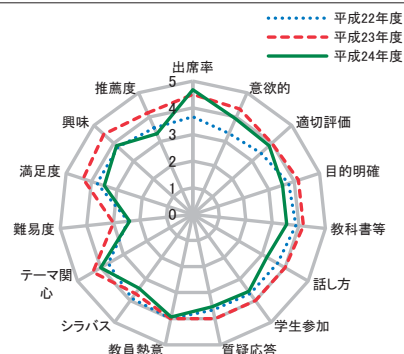 平成22年度
平成23年度
平成24年度
出席率
意欲的
適切評価
目的明確
教科書等
話し方
学生参加
質疑応答
教員熱意
シラバス
テーマ関
心
難易度
満足度
興味
推薦度
5
4
3
2
1
0